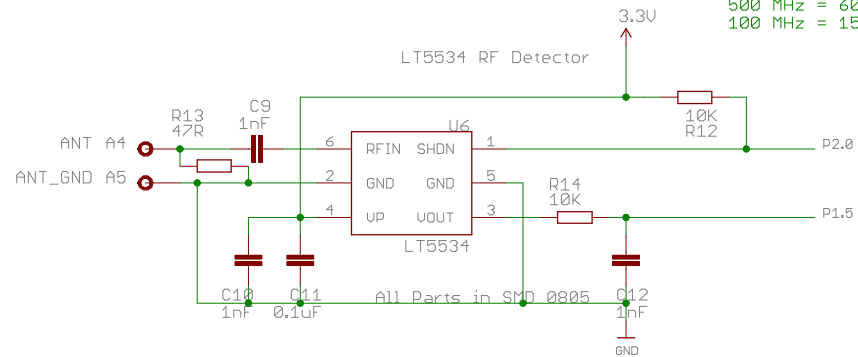 500 MHz = 60
100 MHz = 15
3.3V
LT5534 RF Detector
R13
47R
C9
1nF
U6
10K
R12
ANT A4
6 RFIN SHDN 1
P2.0
ANT_GND A5
2 GND GND 5
R14
10K
4 VP VOUT 3
P1.5
LT5534
C10
1nF
C11
0.1uF
All Parts in SMD 0805
C12
1nF
GND